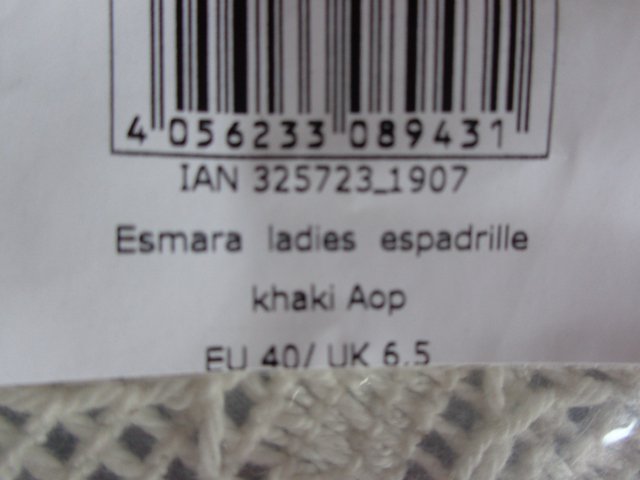 4 056233 089431
IAN 325723_1907
Esmara ladies espadrille
khaki Aop
EU 40/ UK 6.5